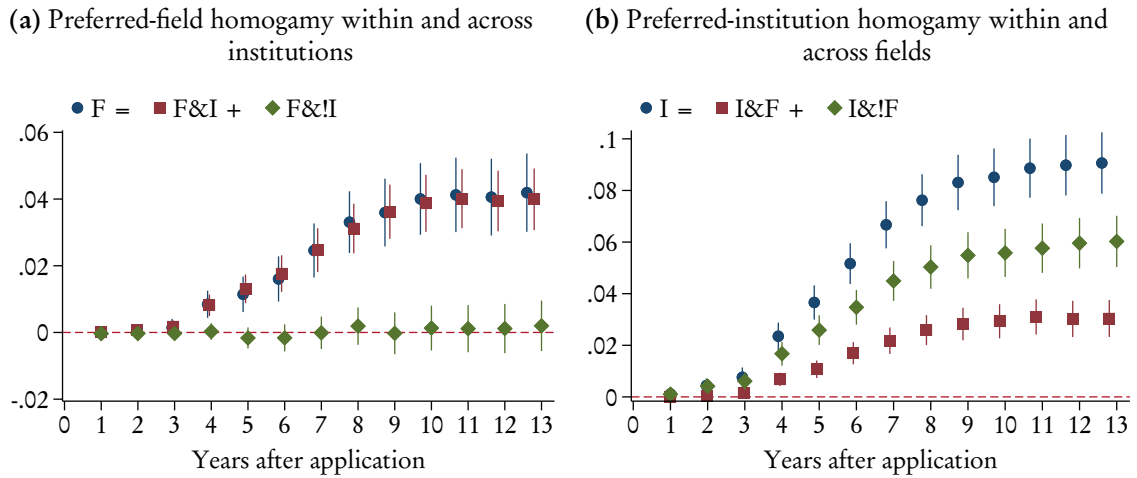 (a) Preferred-field homogamy within and across
institutions
F = F&I + F&!I
.06
.04
.02
0
-.02
0 1 2 3 4 5 6 7 8 9 10 11 12 13
Years after application
(b) Preferred-institution homogamy within and
across fields
I = I&F + I&!F
.1
.08
.06
.04
.02
0
0 1 2 3 4 5 6 7 8 9 10 11 12 13
Years after application